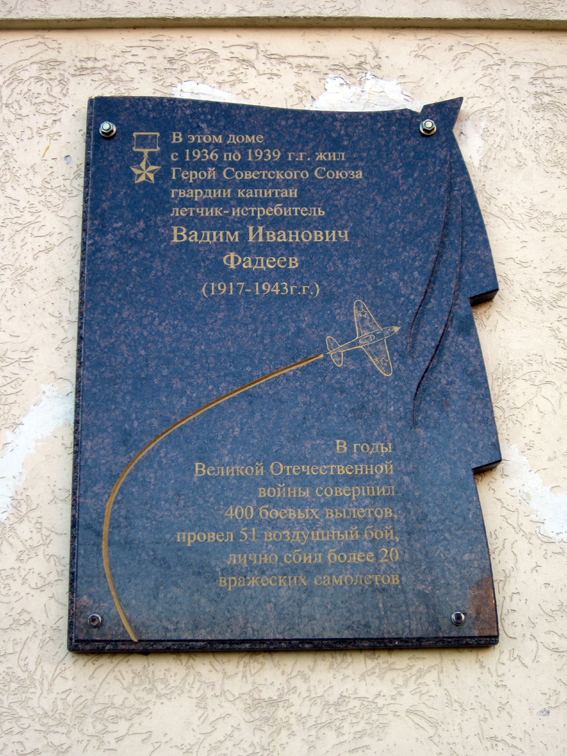 В этом доме
с 1936 по 1939 г.г. жил
Герой Советского Союза
гвардии капитан
летчик-истребитель
Вадим Иванович
Фадеев
(1917-1943г.г.)
В годы
Великой Отечественной
войны совершил
400 боевых вылетов,
провел 51 воздушный бой,
лично сбил более 20
вражеских самолетов